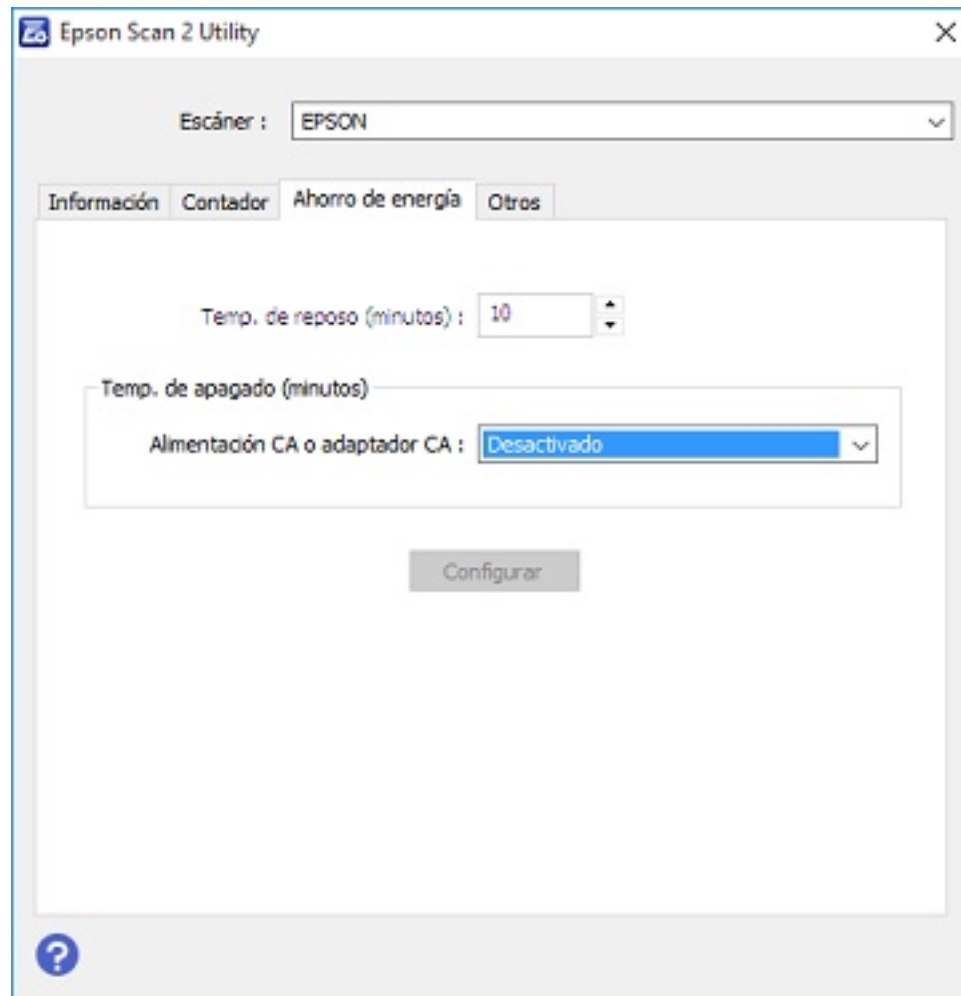 Epson Scan 2 Utility
Escáner : EPSON
Información Contador Ahorro de energía Otros
Temp. de reposo (minutos) : 10
Temp. de apagado (minutos)
Alimentación CA o adaptador CA : Desactivado
Configurar
?